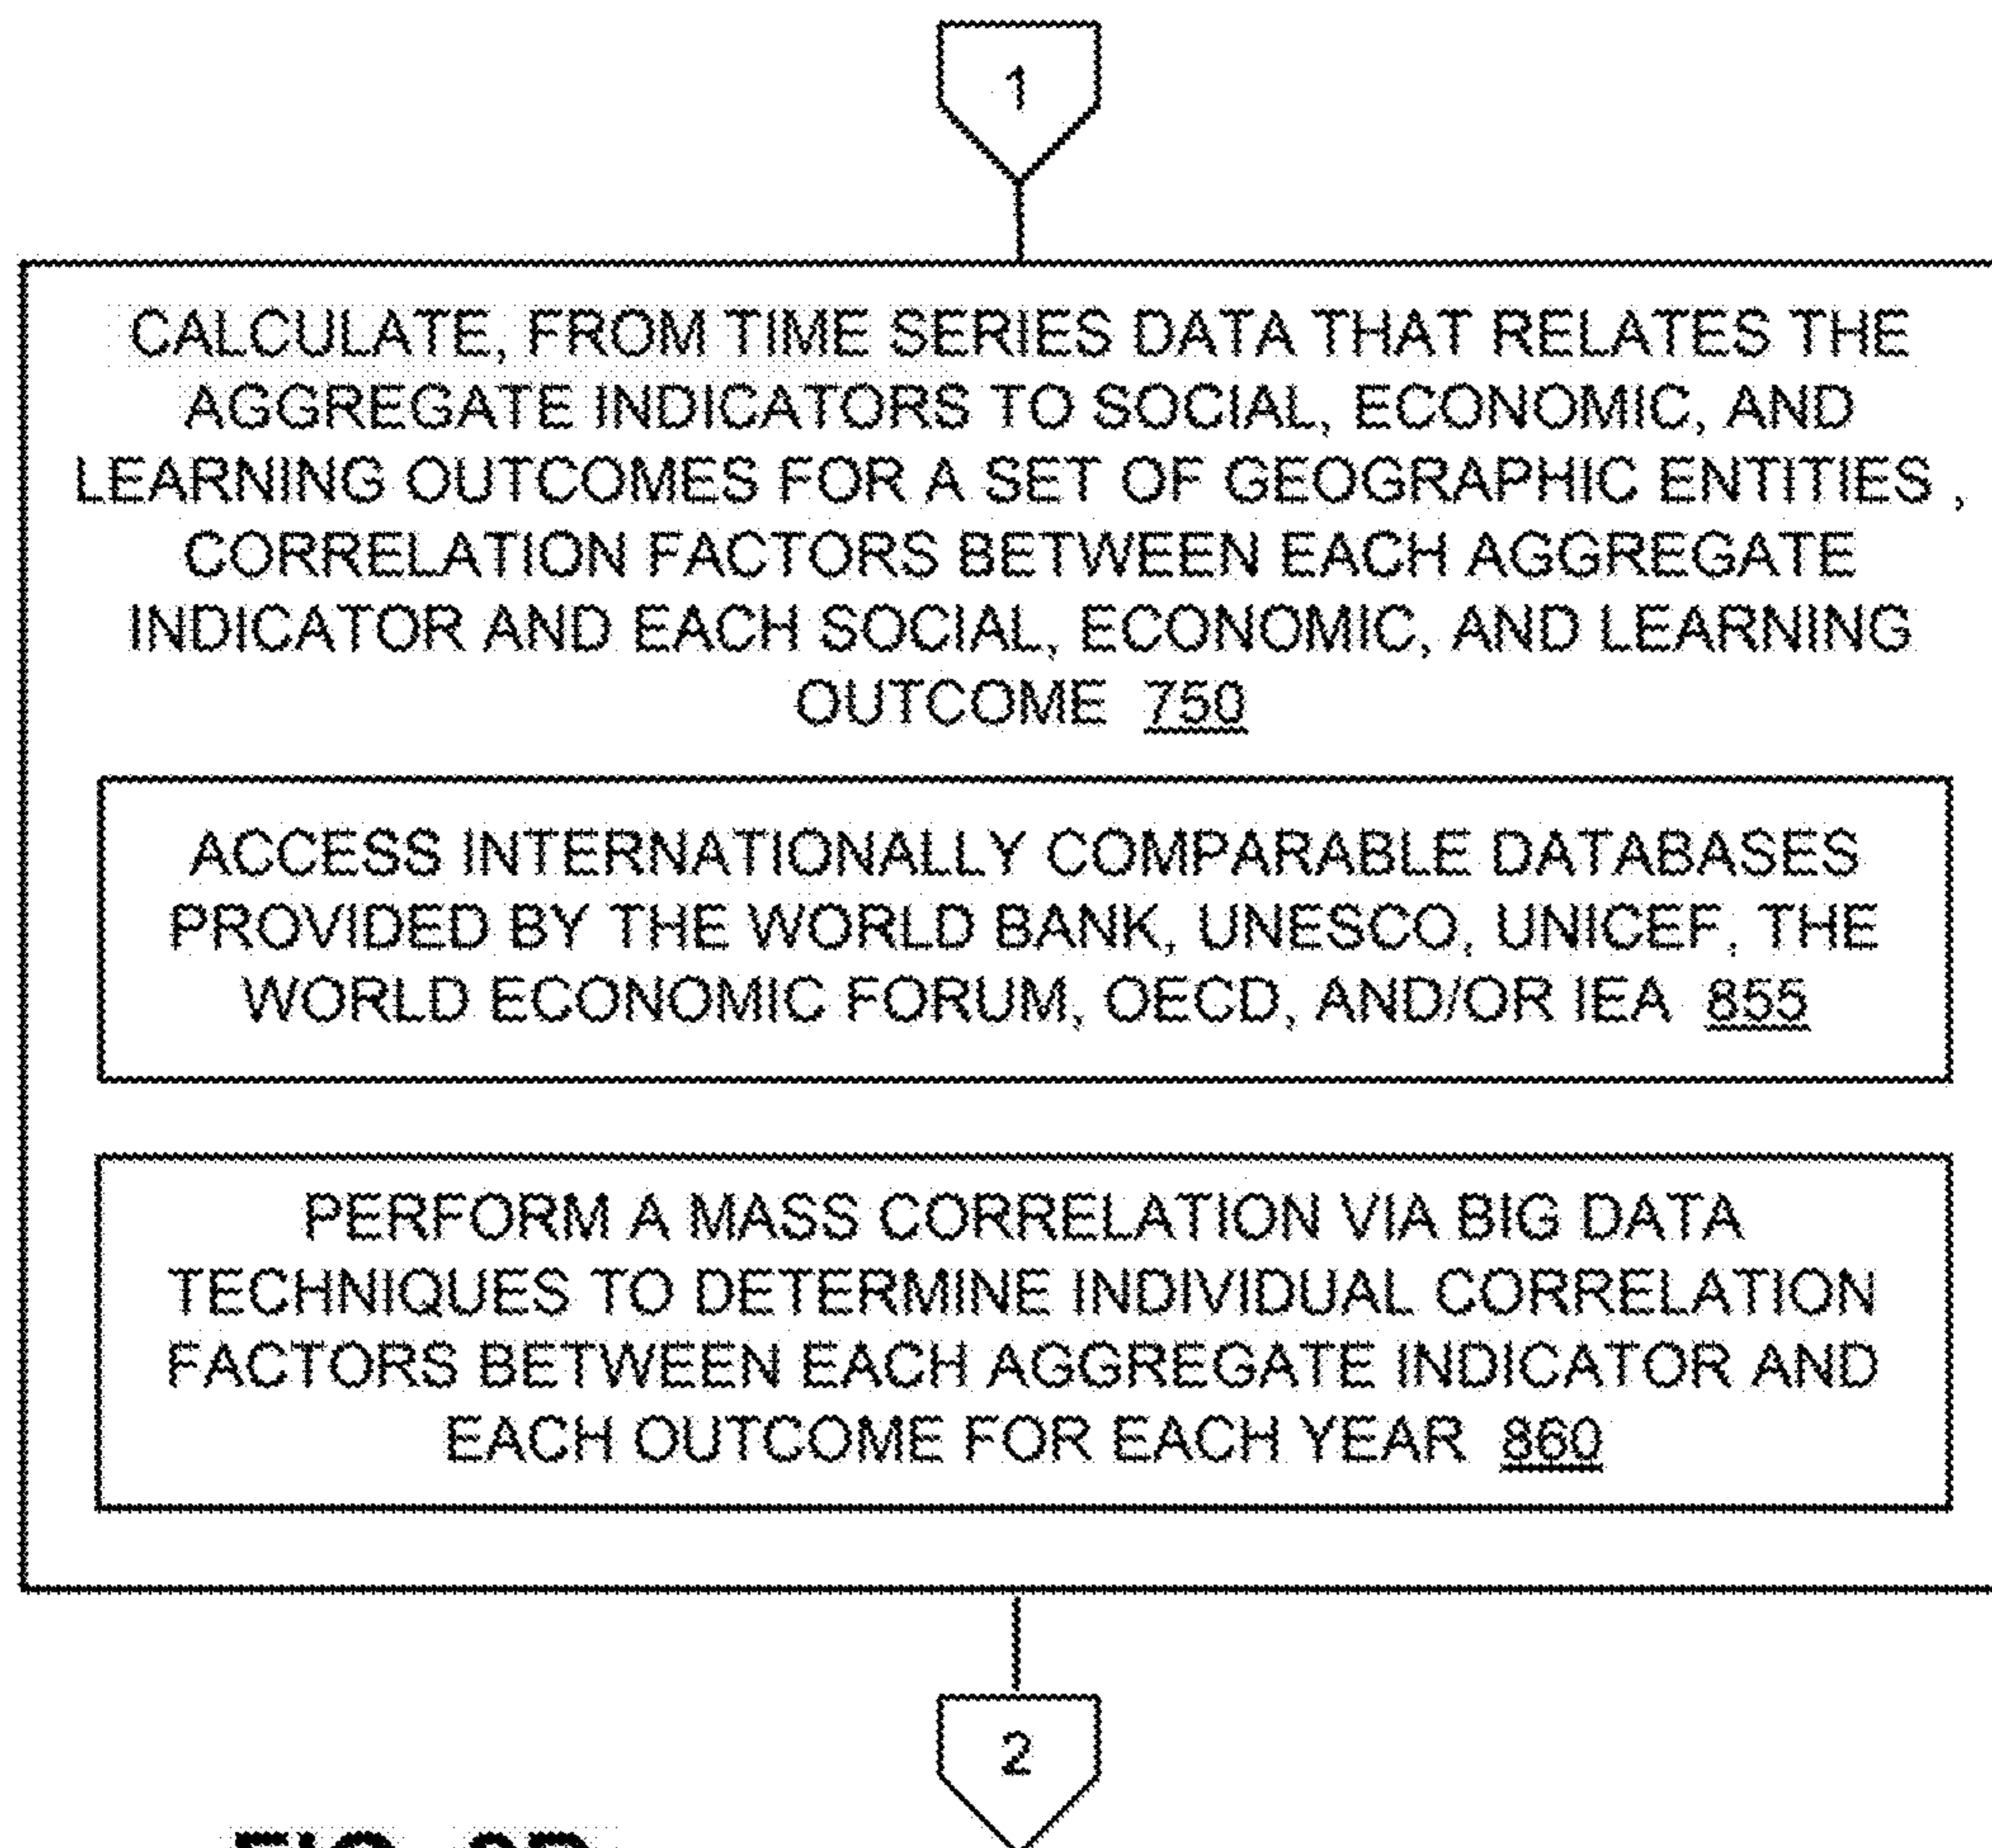 1
CALCULATE, FROM TIME SERIES DATA THAT RELATES THE
AGGREGATE INDICATORS TO SOCIAL, ECONOMIC, AND
LEARNING OUTCOMES FOR A SET OF GEOGRAPHIC ENTITIES ,
CORRELATION FACTORS BETWEEN EACH AGGREGATE
INDICATOR AND EACH SOCIAL, ECONOMIC, AND LEARNING
OUTCOME 750
ACCESS INTERNATIONALLY COMPARABLE DATABASES
PROVIDED BY THE WORLD BANK, UNESCO, UNICEF, THE
WORLD ECONOMIC FORUM, OECD, AND/OR IEA 855
PERFORM A MASS CORRELATION VIA BIG DATA
TECHNIQUES TO DETERMINE INDIVIDUAL CORRELATION
FACTORS BETWEEN EACH AGGREGATE INDICATOR AND
EACH OUTCOME FOR EACH YEAR 860
2